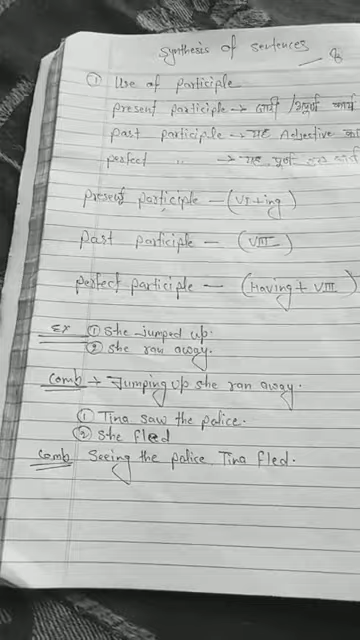 Synthesis of sentences
① Use of participle
present participle → जारी / अपूर्ण कार्य
past participle → यह Adjective का
perfect " → यह पूर्ण
present participle — (VI + ing)
past participle — (VIII)
perfect participle — (Having + VIII)
Ex ① She jumped up.
② She ran away.
Comb → Jumping up she ran away.
① Tina saw the police.
② She fled
Comb Seeing the police, Tina fled.